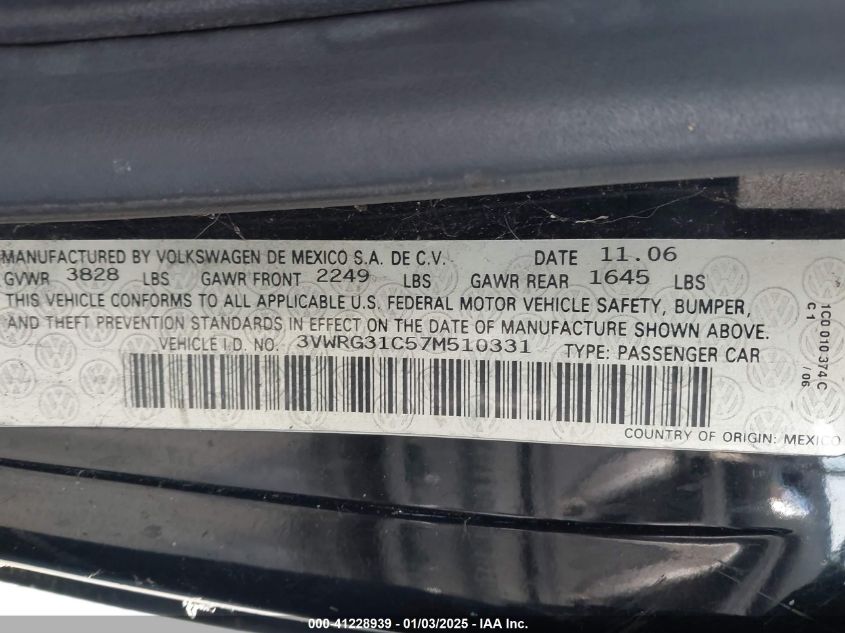 MANUFACTURED BY VOLKSWAGEN DE MEXICO S.A. DE C.V. DATE 11.06
GVWR 3828 LBS GAWR FRONT 2249 LBS GAWR REAR 1645 LBS
THIS VEHICLE CONFORMS TO ALL APPLICABLE U.S. FEDERAL MOTOR VEHICLE SAFETY, BUMPER,
AND THEFT PREVENTION STANDARDS IN EFFECT ON THE DATE OF MANUFACTURE SHOWN ABOVE.
VEHICLE I.D. NO. 3VWRG31C57M510331 TYPE: PASSENGER CAR
COUNTRY OF ORIGIN: MEXICO
1C0 010 374 C
C1 /06
000-41228939 - 01/03/2025 - IAA Inc.